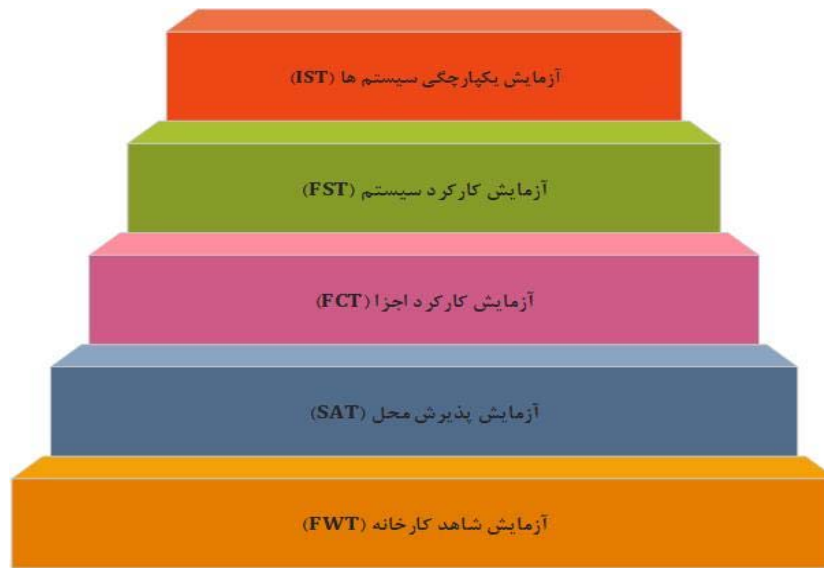 آزمایش یکپارچگی سیستم ها (IST)
آزمایش کارکرد سیستم (FST)
آزمایش کارکرد اجزا (FCT)
آزمایش پذیرش محل (SAT)
آزمایش شاهد کارخانه (FWT)